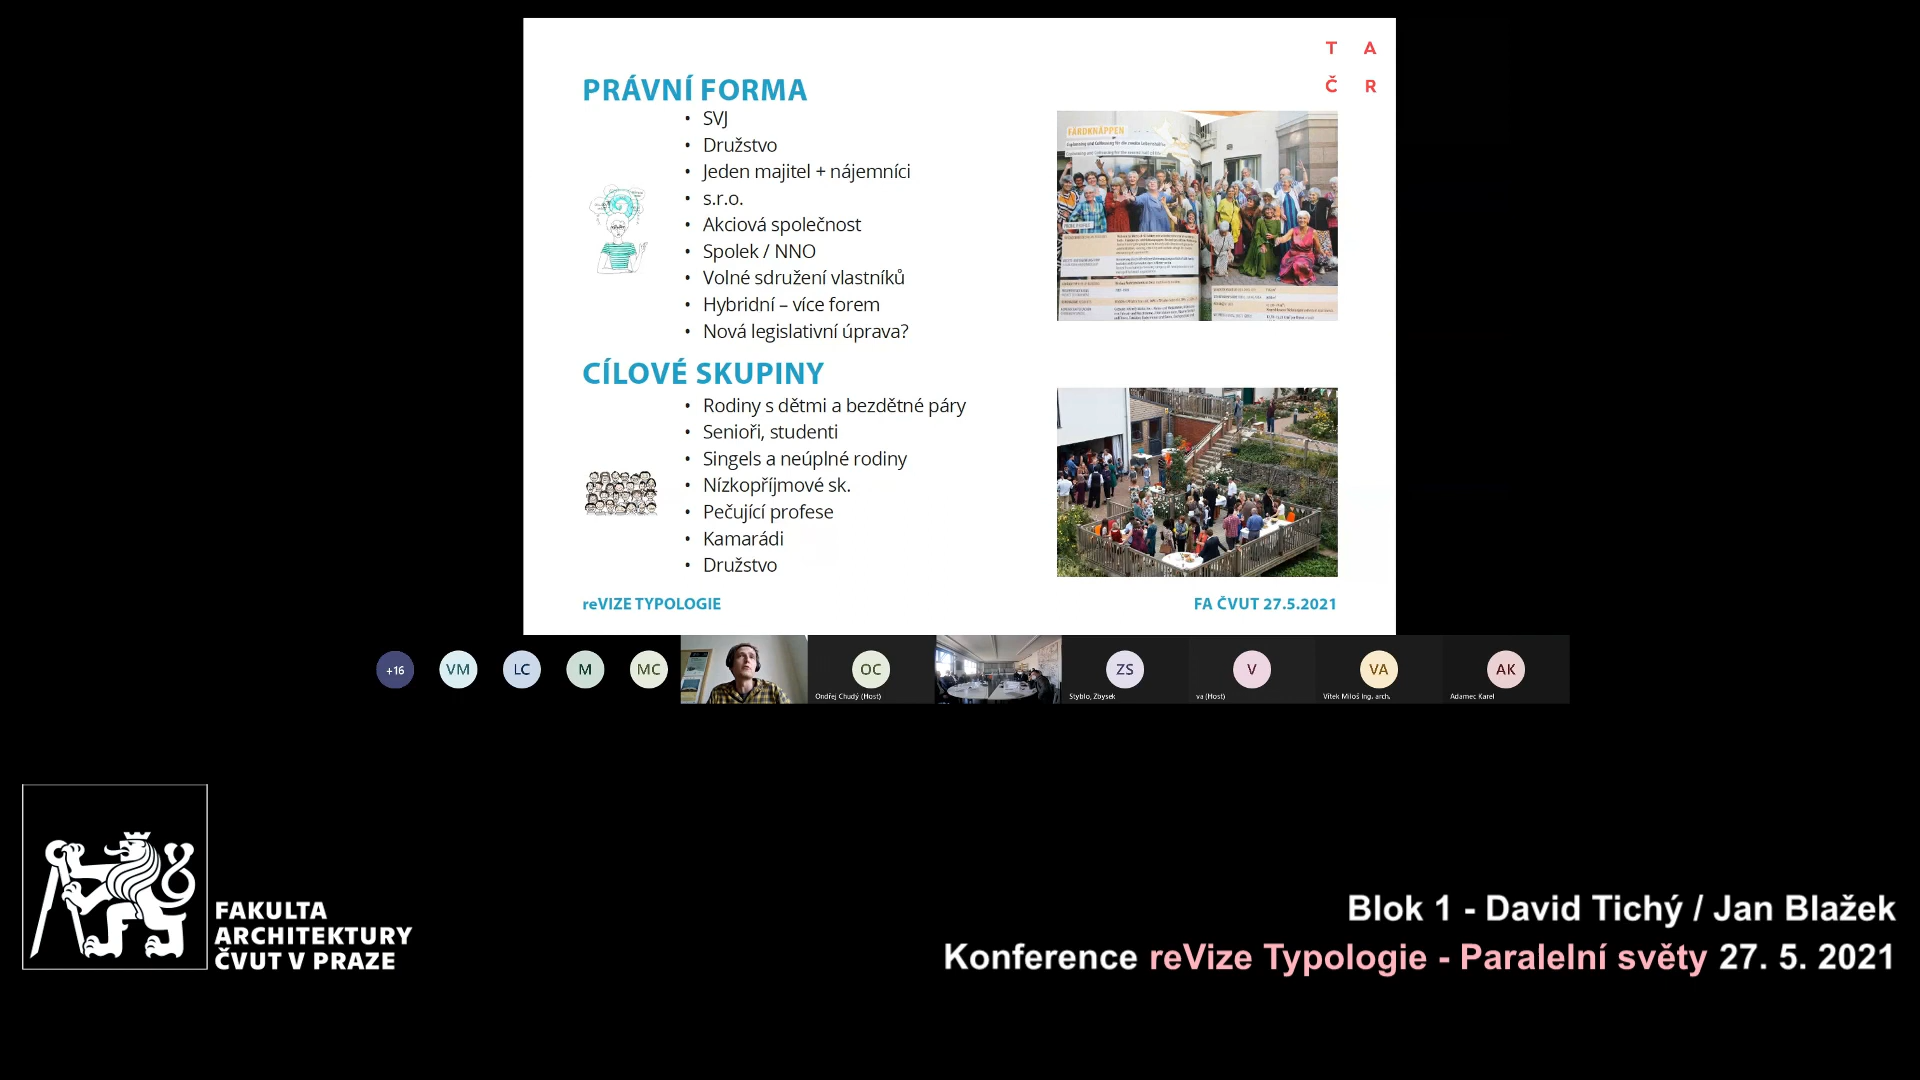 T A
Č R
PRÁVNÍ FORMA
• SVJ
• Družstvo
• Jeden majitel + nájemníci
• s.r.o.
• Akciová společnost
• Spolek / NNO
• Volné sdružení vlastníků
• Hybridní – více forem
• Nová legislativní úprava?
FÄRDKNÄPPEN
CÍLOVÉ SKUPINY
• Rodiny s dětmi a bezdětné páry
• Senioři, studenti
• Singels a neúplné rodiny
• Nízkopříjmové sk.
• Pečující profese
• Kamarádi
• Družstvo
reVIZE TYPOLOGIE
FA ČVUT 27.5.2021
+16
VM
LC
M
MC
OC
Ondřej Chudý (Host)
ZS
Styblo, Zbysek
V
va (Host)
VA
Vítek Miloš Ing. arch.
AK
Adamec Karel
FAKULTA
ARCHITEKTURY
ČVUT V PRAZE
Blok 1 - David Tichý / Jan Blažek
Konference reVize Typologie - Paralelní světy 27. 5. 2021